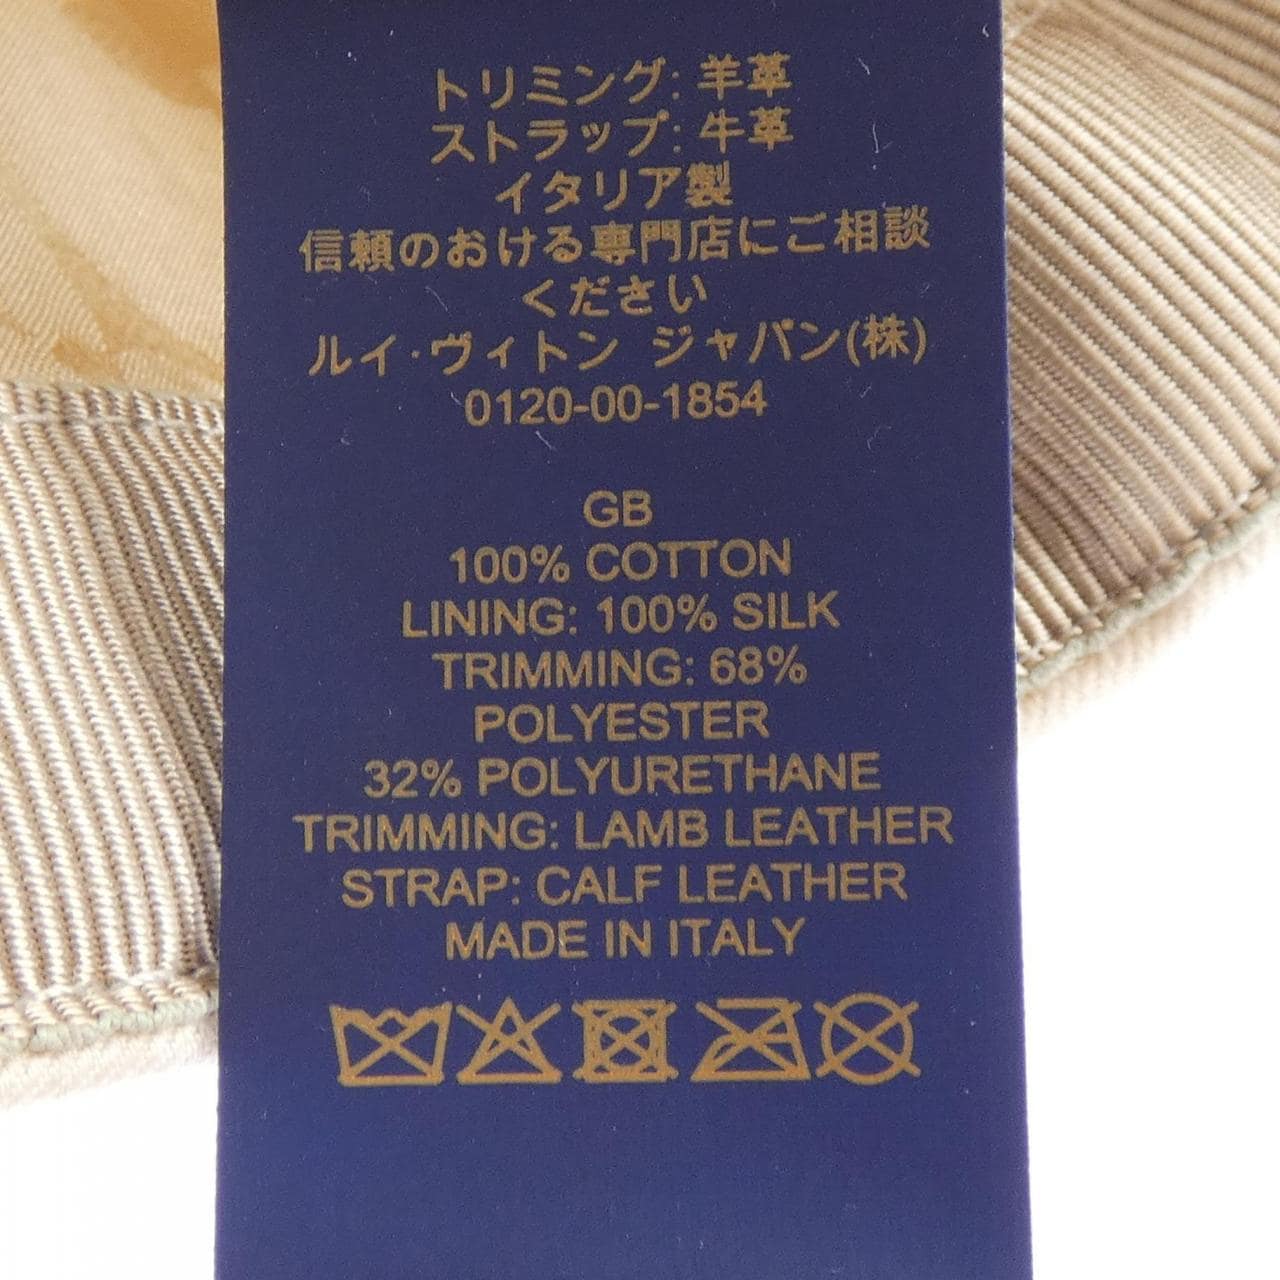 トリミング: 羊革
ストラップ: 牛革
イタリア製
信頼のおける専門店にご相談
ください
ルイ·ヴィトン ジャパン(株)
0120-00-1854
GB
100% COTTON
LINING: 100% SILK
TRIMMING: 68%
POLYESTER
32% POLYURETHANE
TRIMMING: LAMB LEATHER
STRAP: CALF LEATHER
MADE IN ITALY